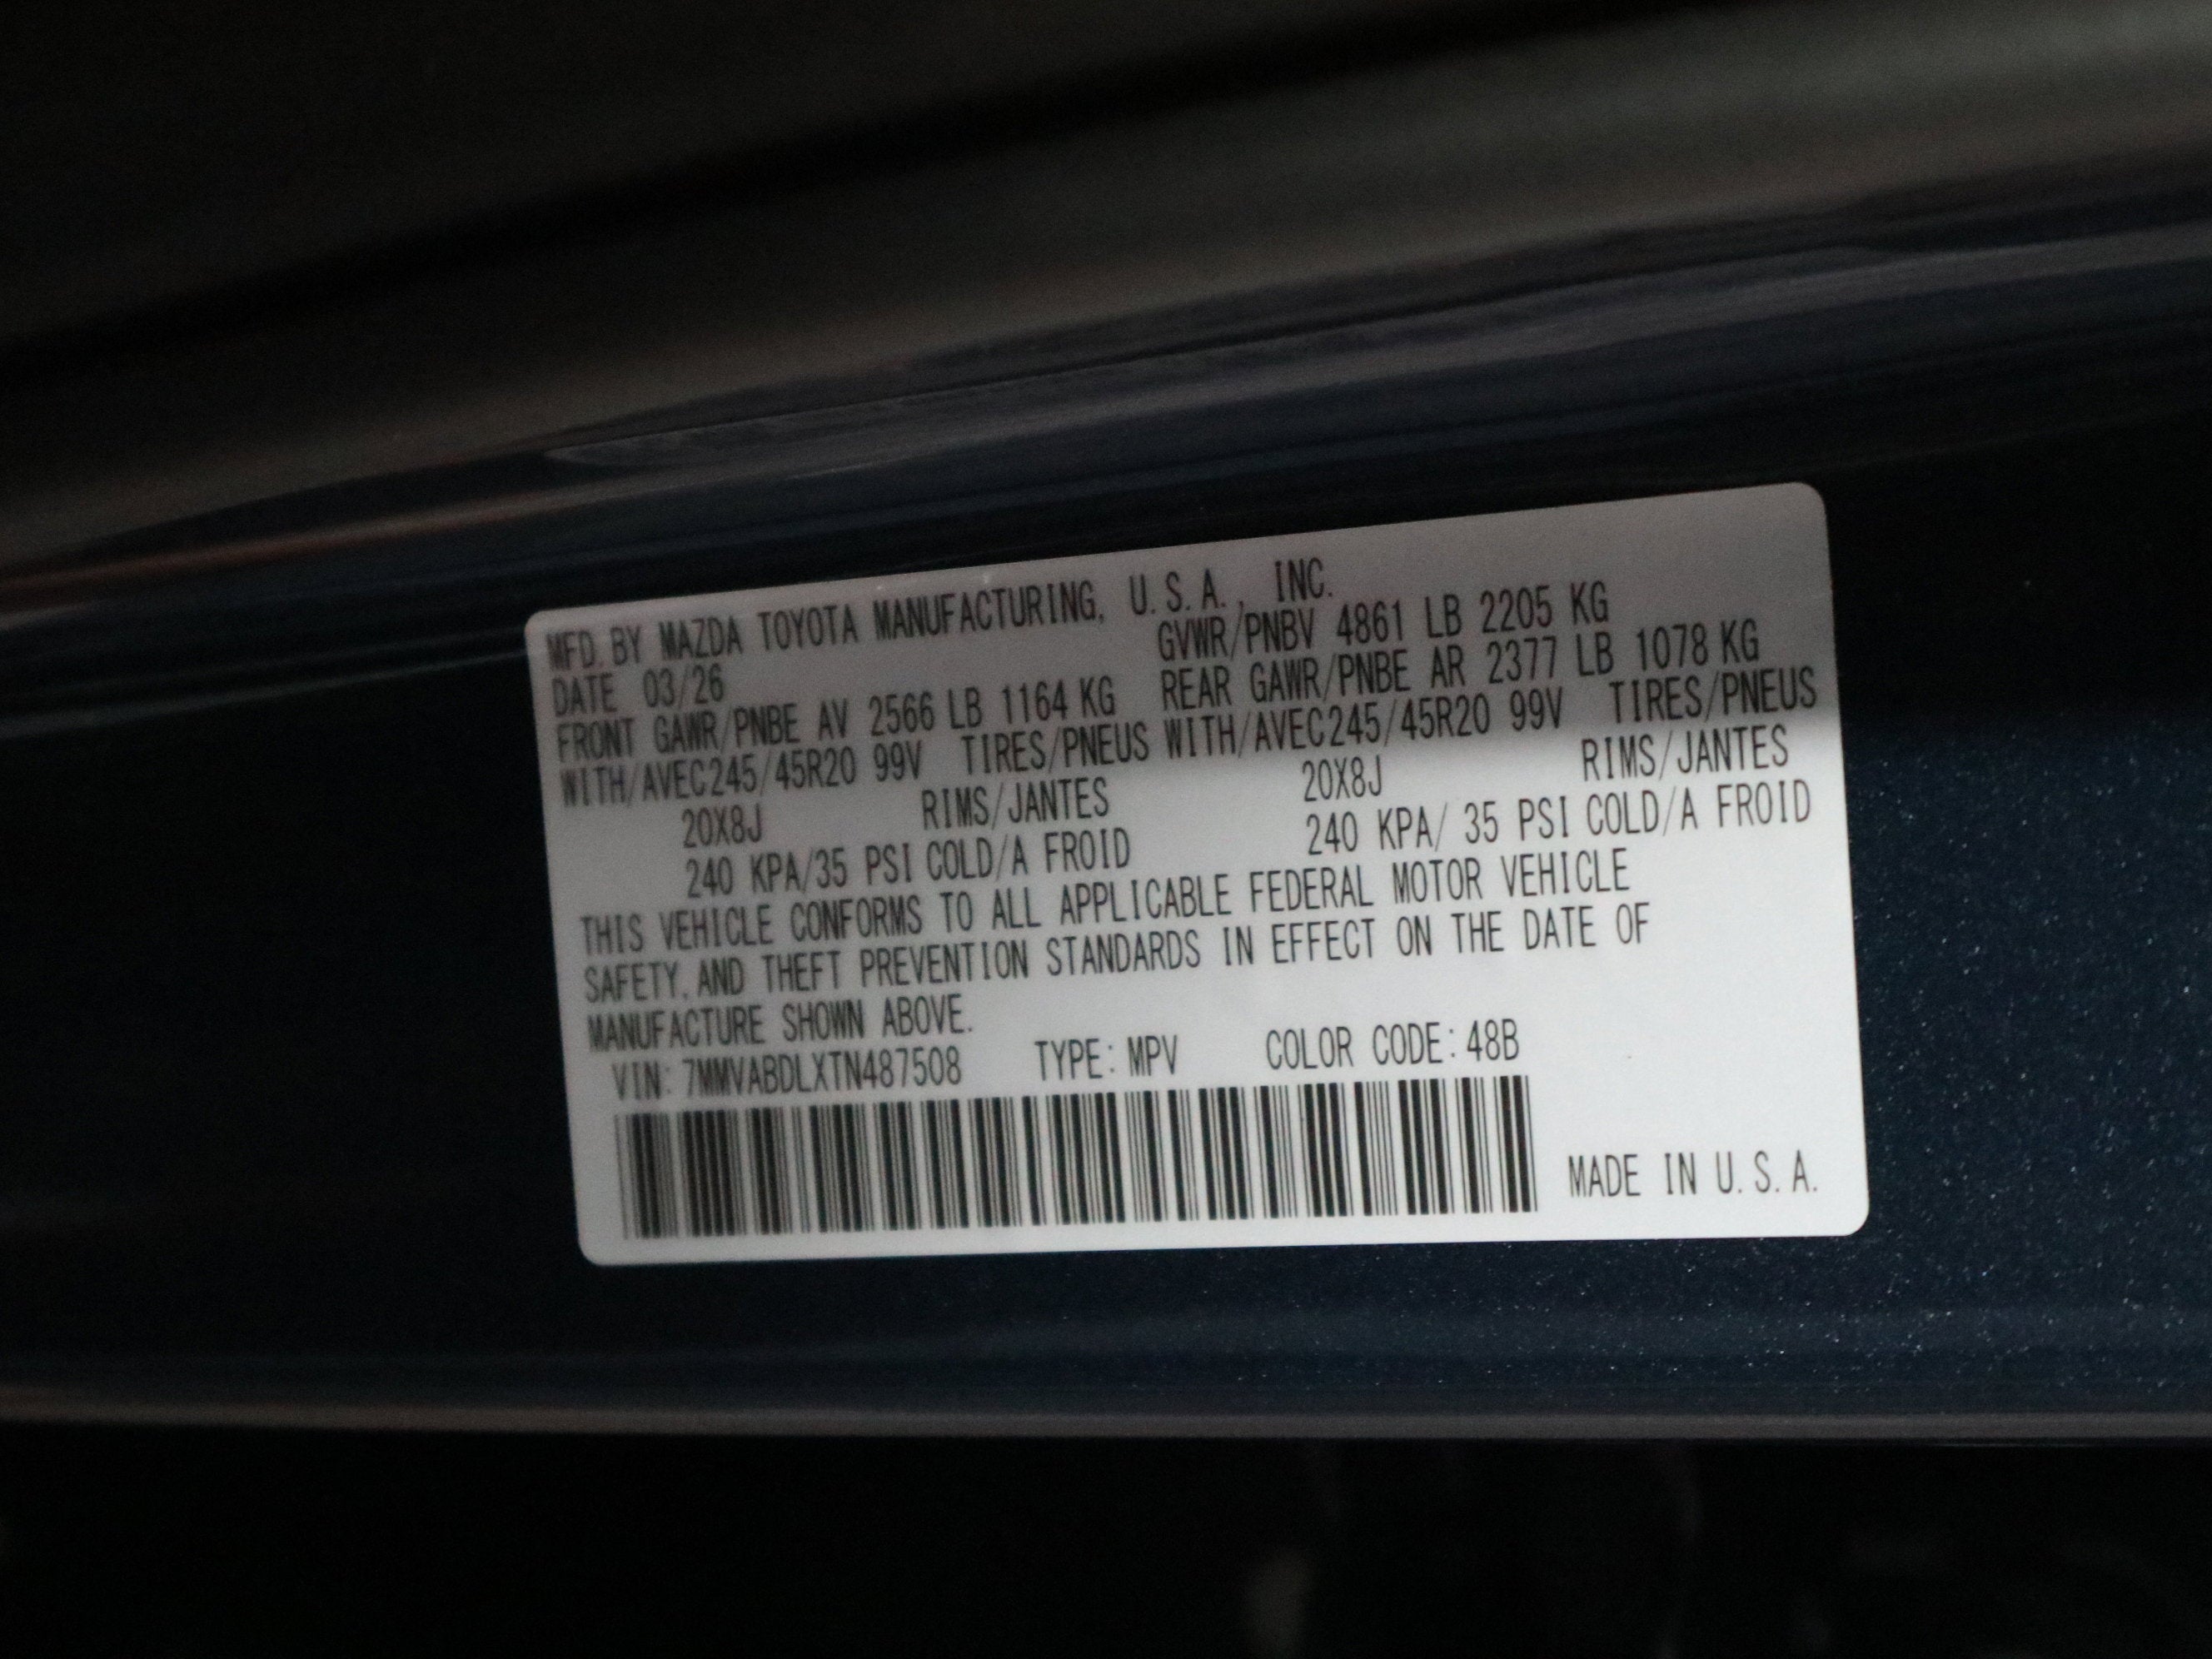 MFD. BY MAZDA TOYOTA MANUFACTURING, U.S.A., INC.
DATE 03/26 GVWR/PNBV 4861 LB 2205 KG
FRONT GAWR/PNBE AV 2566 LB 1164 KG REAR GAWR/PNBE AR 2377 LB 1078 KG
WITH/AVEC245/45R20 99V TIRES/PNEUS WITH/AVEC245/45R20 99V TIRES/PNEUS
20X8J RIMS/JANTES 20X8J RIMS/JANTES
240 KPA/35 PSI COLD/A FROID 240 KPA/ 35 PSI COLD/A FROID
THIS VEHICLE CONFORMS TO ALL APPLICABLE FEDERAL MOTOR VEHICLE
SAFETY, AND THEFT PREVENTION STANDARDS IN EFFECT ON THE DATE OF
MANUFACTURE SHOWN ABOVE.
VIN: 7MMVABDLXTN487508 TYPE: MPV COLOR CODE: 48B
MADE IN U.S.A.